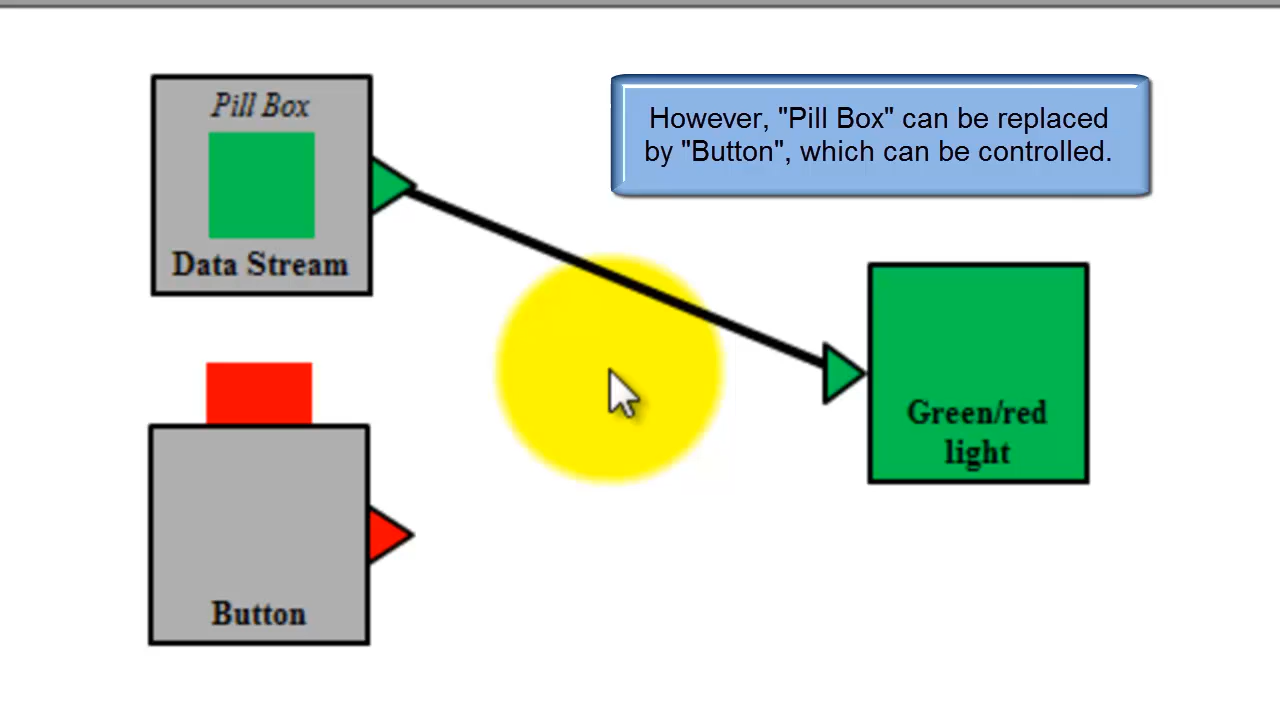 Pill Box
Data Stream
However, "Pill Box" can be replaced
by "Button", which can be controlled.
Green/red
light
Button